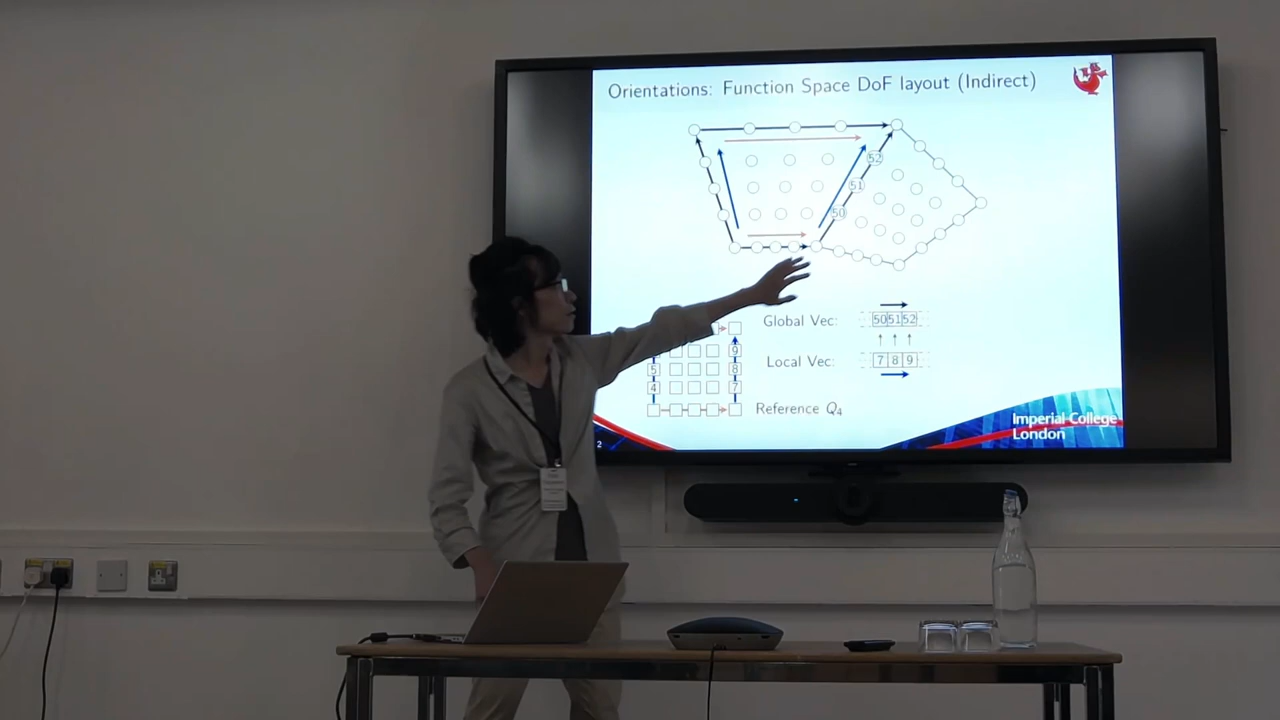 Orientations: Function Space DoF layout (Indirect)
52
51
50
Global Vec:
50 51 52
Local Vec:
7 8 9
9
5
8
4
7
Reference Q4
Imperial College
London
2